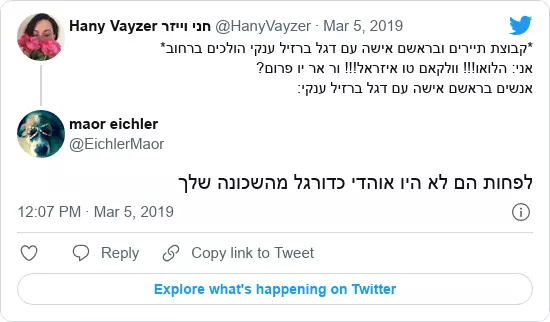 Hany Vayzer חני וייזר @HanyVayzer · Mar 5, 2019
*קבוצת תיירים ובראשם אישה עם דגל ברזיל ענקי הולכים ברחוב*
אני: הלואו!!! וולקאם טו איזראל!!! ור אר יו פרום?
אנשים בראשם אישה עם דגל ברזיל ענקי:
maor eichler
@EichlerMaor
לפחות הם לא היו אוהדי כדורגל מהשכונה שלך
12:07 PM · Mar 5, 2019
Reply
Copy link to Tweet
Explore what's happening on Twitter